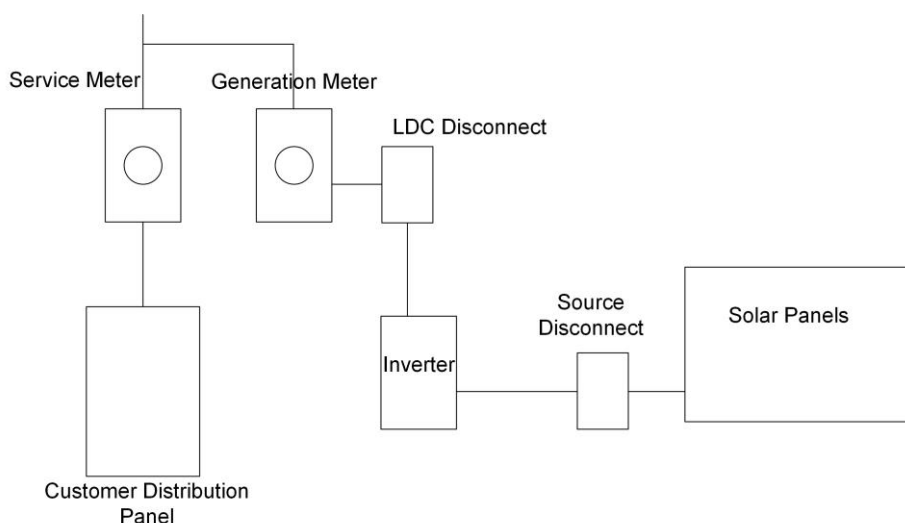 Service Meter
Generation Meter
LDC Disconnect
Source
Disconnect
Solar Panels
Inverter
Customer Distribution
Panel